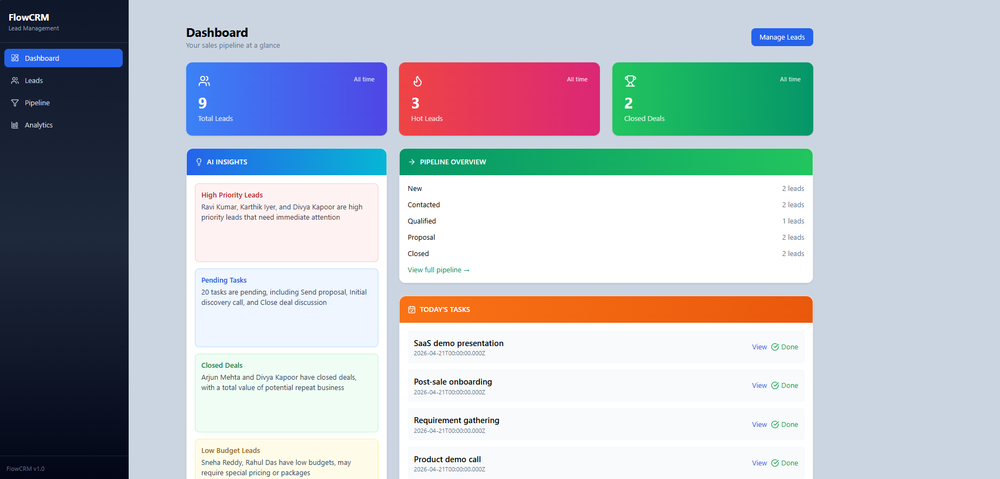 FlowCRM
Lead Management
Dashboard
Leads
Pipeline
Analytics
FlowCRM v1.0
Dashboard
Your sales pipeline at a glance
Manage Leads
All time
9
Total Leads
All time
3
Hot Leads
All time
2
Closed Deals
AI INSIGHTS
High Priority Leads
Ravi Kumar, Karthik Iyer, and Divya Kapoor are high
priority leads that need immediate attention
Pending Tasks
20 tasks are pending, including Send proposal, Initial
discovery call, and Close deal discussion
Closed Deals
Arjun Mehta and Divya Kapoor have closed deals,
with a total value of potential repeat business
Low Budget Leads
Sneha Reddy, Rahul Das have low budgets, may
require special pricing or packages
→ PIPELINE OVERVIEW
New 2 leads
Contacted 2 leads
Qualified 1 leads
Proposal 2 leads
Closed 2 leads
View full pipeline →
TODAY'S TASKS
SaaS demo presentation
2026-04-21T00:00:00.000Z
View Done
Post-sale onboarding
2026-04-21T00:00:00.000Z
View Done
Requirement gathering
2026-04-21T00:00:00.000Z
View Done
Product demo call
2026-04-21T00:00:00.000Z
View Done